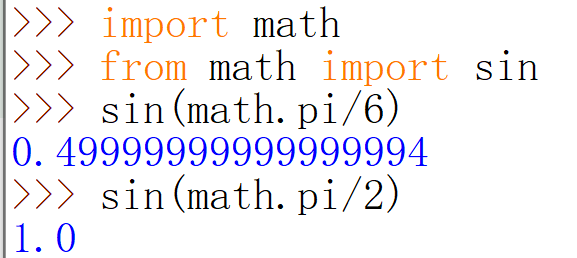 >>> import math
>>> from math import sin
>>> sin(math.pi/6)
0.49999999999999994
>>> sin(math.pi/2)
1.0